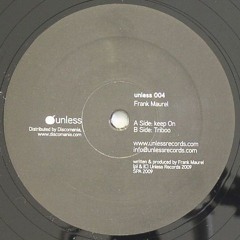 unless 004
Frank Maurel
unless
A Side: keep On
B Side: Triboo
Distributed by Discomania.
www.discomania.com
www.unlessrecords.com
info@unlessrecords.com
written & produced by Frank Maurel
(p) & (C) Unless Records 2009
SPA 2009